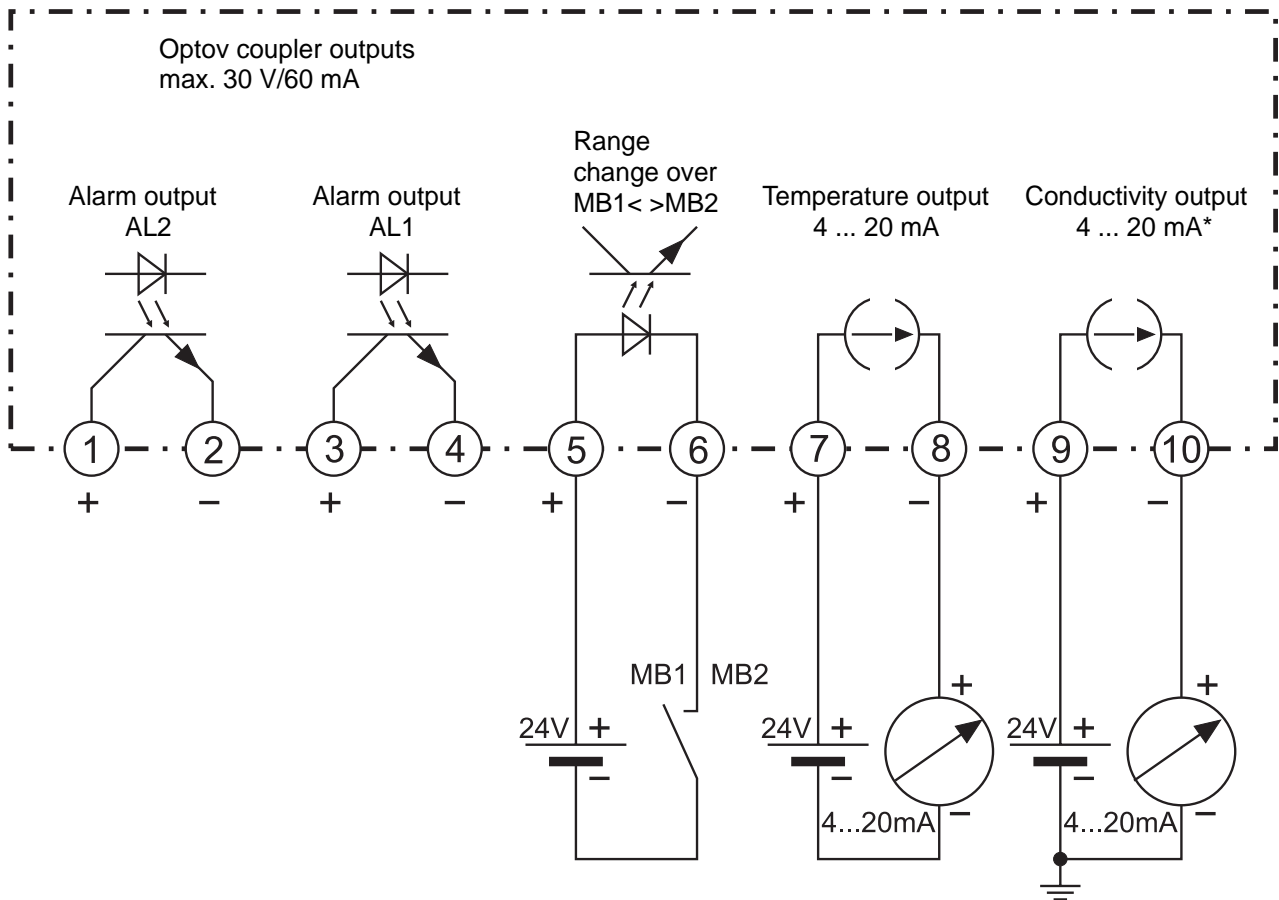 Optov coupler outputs
max. 30 V/60 mA
Range
change over
MB1< >MB2
Alarm output
AL2
Alarm output
AL1
Temperature output
4 ... 20 mA
Conductivity output
4 ... 20 mA*
1 2 3 4 5 6 7 8 9 10
+ − + − + − + − + −
MB1 MB2
+ +
24V + 24V + 24V +
− − −
4...20mA − 4...20mA −